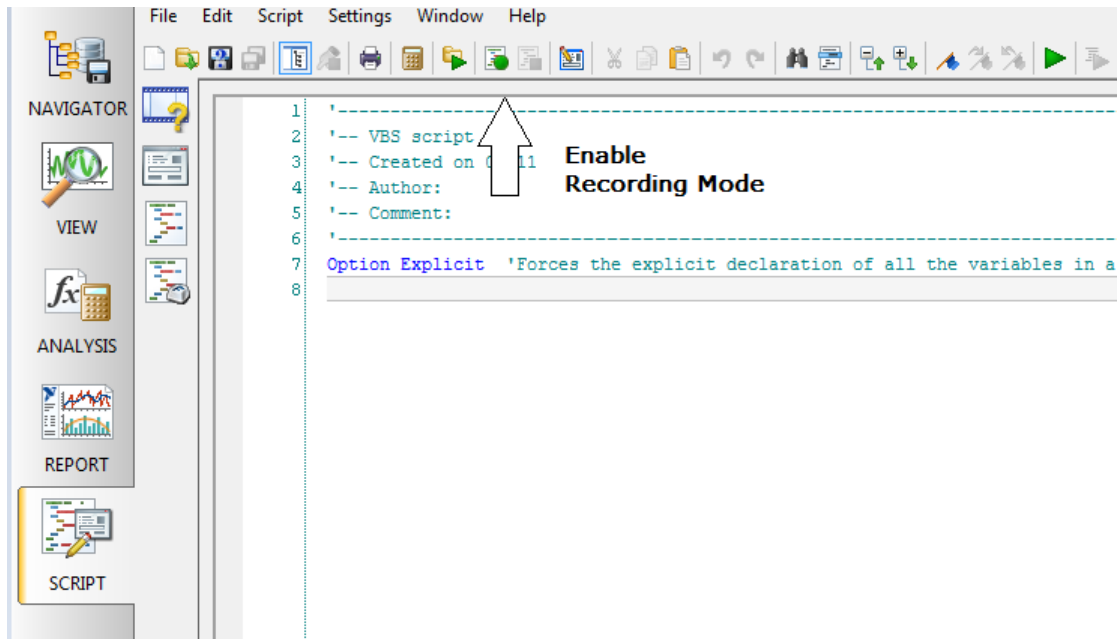 File Edit Script Settings Window Help
NAVIGATOR
VIEW
fx
ANALYSIS
REPORT
SCRIPT
1 '------------------------------------------------------------------------------
2 '-- VBS script
3 '-- Created on
4 '-- Author:
5 '-- Comment:
6 '------------------------------------------------------------------------------
7 Option Explicit 'Forces the explicit declaration of all the variables in a
8
Enable
Recording Mode